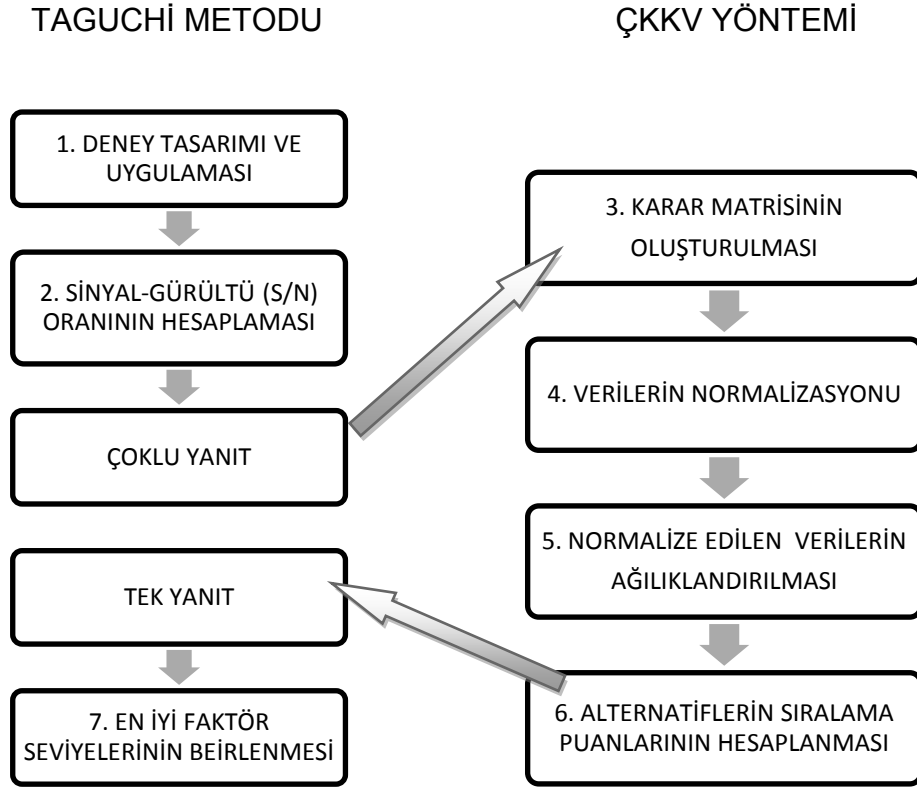 TAGUCHİ METODU
ÇKKV YÖNTEMİ
1. DENEY TASARIMI VE
UYGULAMASI
2. SİNYAL-GÜRÜLTÜ (S/N)
ORANININ HESAPLAMASI
ÇOKLU YANIT
3. KARAR MATRİSİNİN
OLUŞTURULMASI
4. VERİLERİN NORMALİZASYONU
5. NORMALİZE EDİLEN VERİLERİN
AĞILIKLANDIRILMASI
6. ALTERNATİFLERİN SIRALAMA
PUANLARININ HESAPLANMASI
TEK YANIT
7. EN İYİ FAKTÖR
SEVİYELERİNİN BEİRLENMESİ